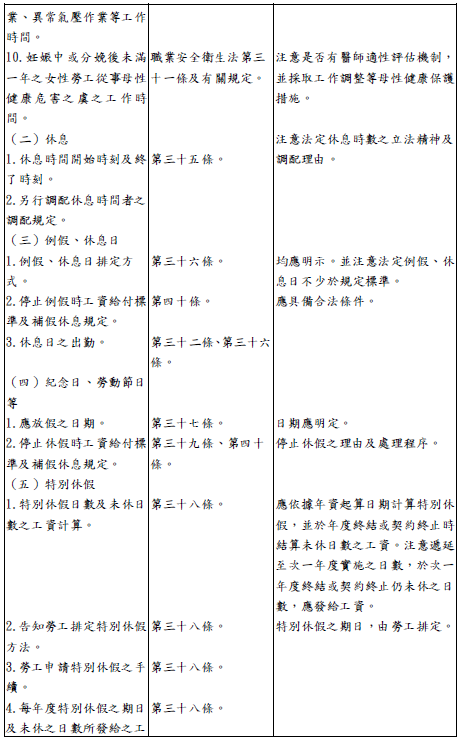 業、異常氣壓作業等工作
時間。
10.妊娠中或分娩後未滿
一年之女性勞工從事母性
健康危害之虞之工作時
間。
職業安全衛生法第三
十一條及有關規定。
注意是否有醫師適性評估機制，
並採取工作調整等母性健康保護
措施。
（二）休息
注意法定休息時數之立法精神及
調配理由。
1.休息時間開始時刻及終
了時刻。
第三十五條。
2.另行調配休息時間者之
調配規定。
（三）例假、休息日
1.例假、休息日排定方
式。
第三十六條。
均應明示。並注意法定例假、休
息日不少於規定標準。
2.停止例假時工資給付標
準及補假休息規定。
第四十條。
應具備合法條件。
3.休息日之出勤。
第三十二條、第三十六
條。
（四）紀念日、勞動節日
等
1.應放假之日期。
第三十七條。
日期應明定。
2.停止休假時工資給付標
準及補假休息規定。
第三十九條、第四十
條。
停止休假之理由及處理程序。
（五）特別休假
1.特別休假日數及未休日
數之工資計算。
第三十八條。
應依據年資起算日期計算特別休
假，並於年度終結或契約終止時
結算未休日數之工資。注意遞延
至次一年度實施之日數，於次一
年度終結或契約終止仍未休之日
數，應發給工資。
2.告知勞工排定特別休假
方法。
第三十八條。
特別休假之期日，由勞工排定。
3.勞工申請特別休假之手
續。
第三十八條。
4.每年度特別休假之期日
及未休之日數所發給之工
第三十八條。